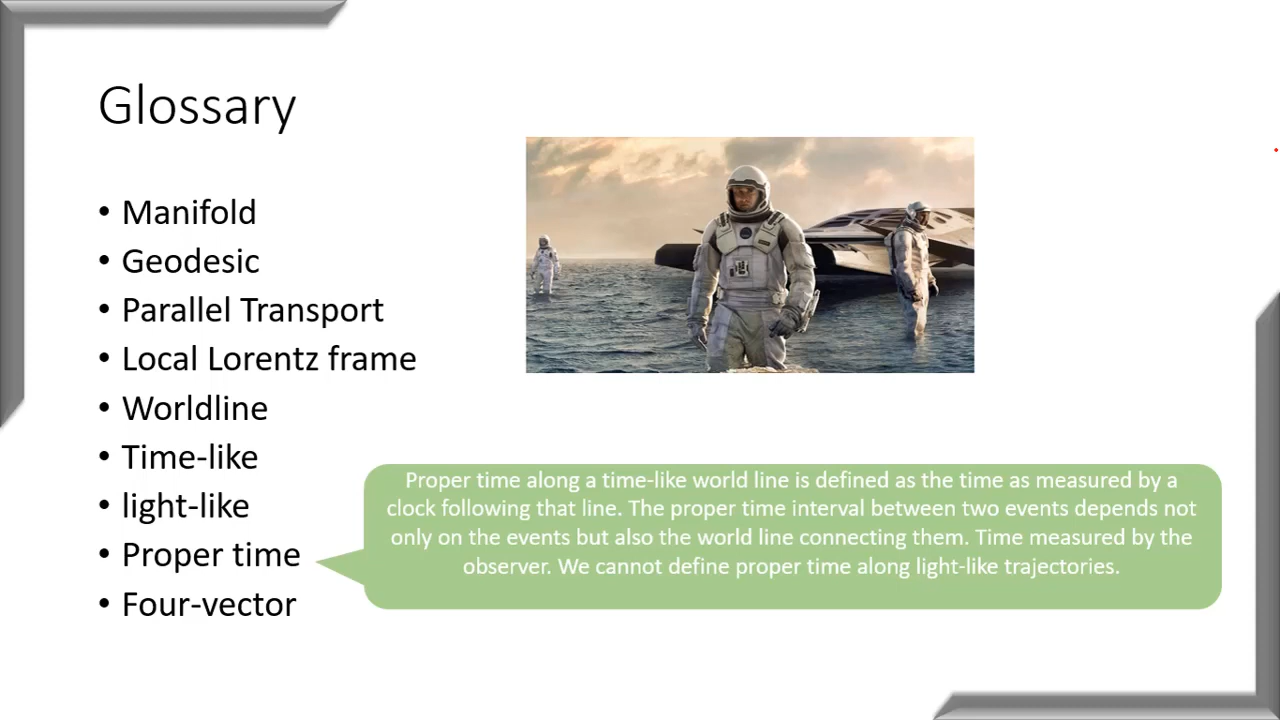 Glossary
• Manifold
• Geodesic
• Parallel Transport
• Local Lorentz frame
• Worldline
• Time-like
• light-like
• Proper time
• Four-vector
Proper time along a time-like world line is defined as the time as measured by a
clock following that line. The proper time interval between two events depends not
only on the events but also the world line connecting them. Time measured by the
observer. We cannot define proper time along light-like trajectories.